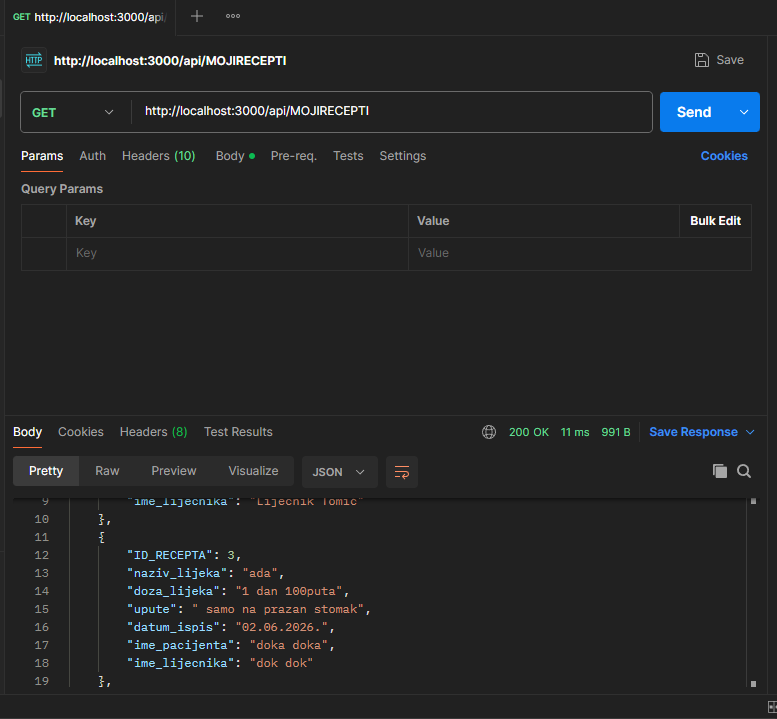 GET http://localhost:3000/api/
http://localhost:3000/api/MOJIRECEPTI
Save
GET
http://localhost:3000/api/MOJIRECEPTI
Send
Params Auth Headers (10) Body Pre-req. Tests Settings Cookies
Query Params
Key Value Bulk Edit
Key Value
Body Cookies Headers (8) Test Results 200 OK 11 ms 991 B Save Response
Pretty Raw Preview Visualize JSON
9 "ime_lijecnika": "Lijecnik Tomic"
10 },
11 {
12 "ID_RECEPTA": 3,
13 "naziv_lijeka": "ada",
14 "doza_lijeka": "1 dan 100puta",
15 "upute": " samo na prazan stomak",
16 "datum_ispis": "02.06.2026.",
17 "ime_pacijenta": "doka doka",
18 "ime_lijecnika": "dok dok"
19 },